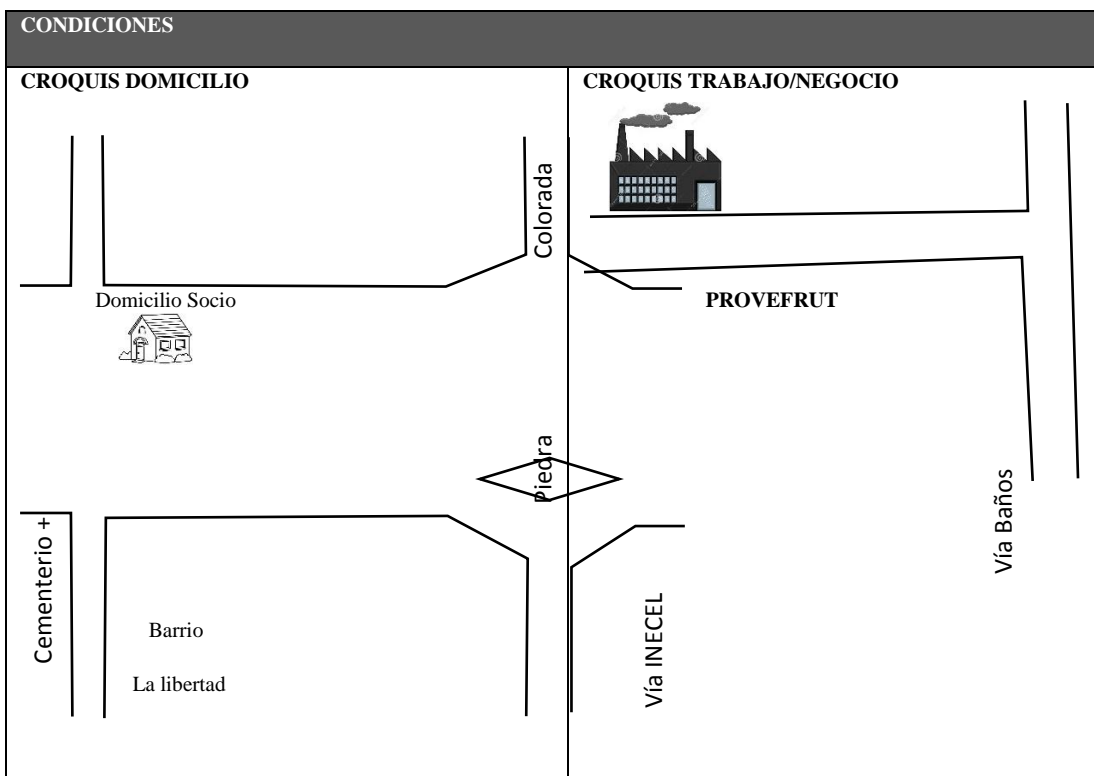 CONDICIONES
CROQUIS DOMICILIO
CROQUIS TRABAJO/NEGOCIO
Colorada
Domicilio Socio
PROVEFRUT
Piedra
Vía Baños
Cementerio +
Barrio
La libertad
Vía INECEL